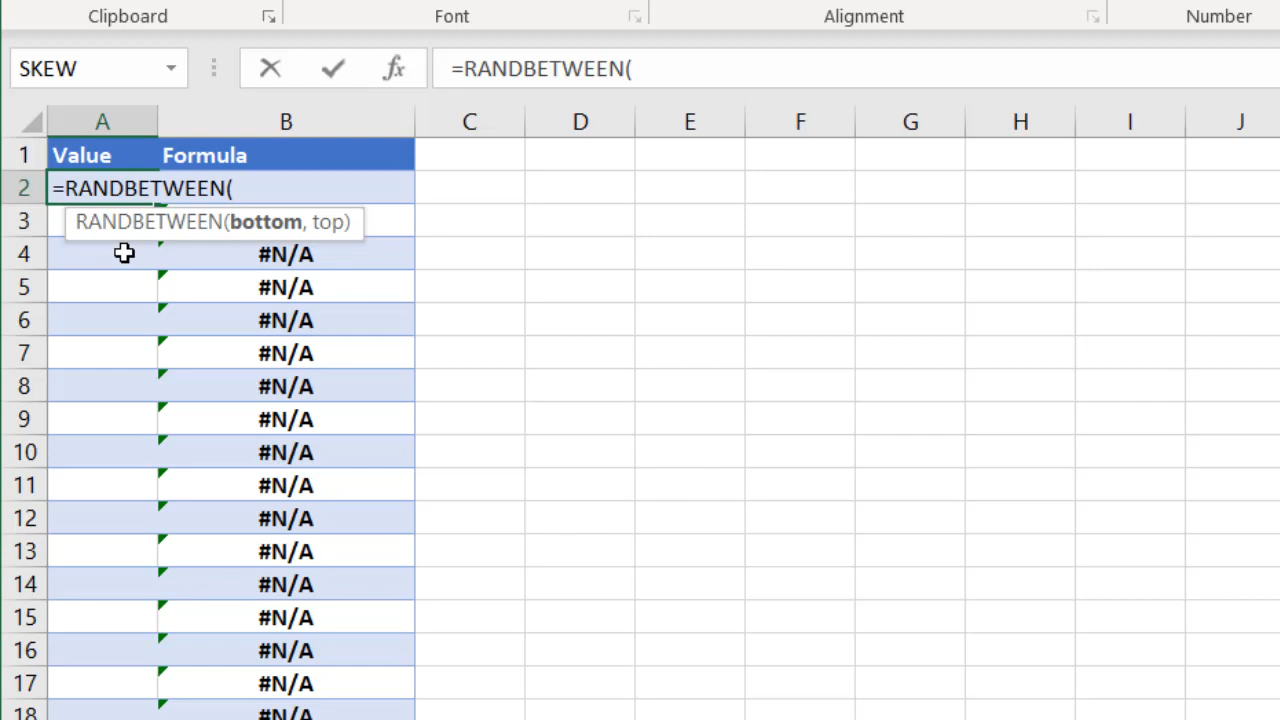 Clipboard Font Alignment Number
SKEW fx =RANDBETWEEN(
A B C D E F G H I J
1 Value Formula
2 =RANDBETWEEN(
3 RANDBETWEEN(bottom, top)
4 #N/A
5 #N/A
6 #N/A
7 #N/A
8 #N/A
9 #N/A
10 #N/A
11 #N/A
12 #N/A
13 #N/A
14 #N/A
15 #N/A
16 #N/A
17 #N/A
18 #N/A